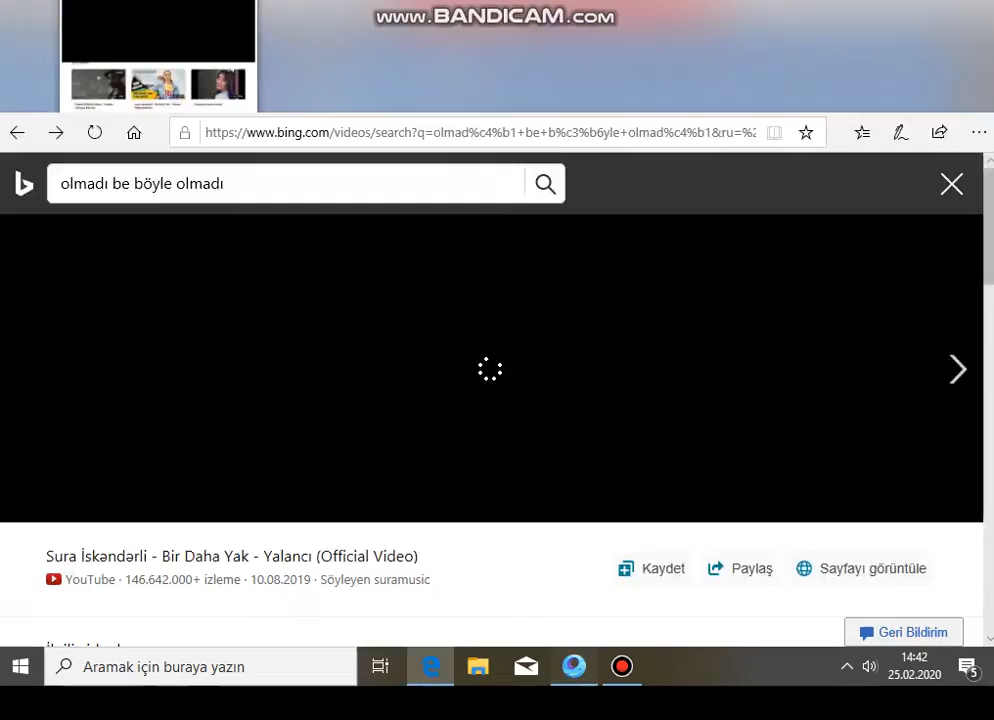 www.BANDICAM.com
https://www.bing.com/videos/search?q=olmad%c4%b1+be+b%c3%b6yle+olmad%c4%b1&ru=%2
olmadı be böyle olmadı
Sura İskəndərli - Bir Daha Yak - Yalancı (Official Video)
YouTube · 146.642.000+ izleme · 10.08.2019 · Söyleyen suramusic
Kaydet
Paylaş
Sayfayı görüntüle
Geri Bildirim
Aramak için buraya yazın
14:42
25.02.2020
5